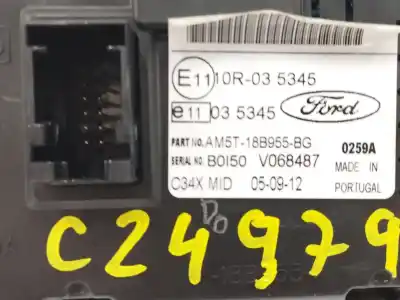 E11 10R-03 5345
e11 03 5345 Ford
PART NO. AM5T-18B955-BG 0259A
SERIAL NO. B0I50 V068487 MADE IN
C34X MID 05-09-12 PORTUGAL
C24979